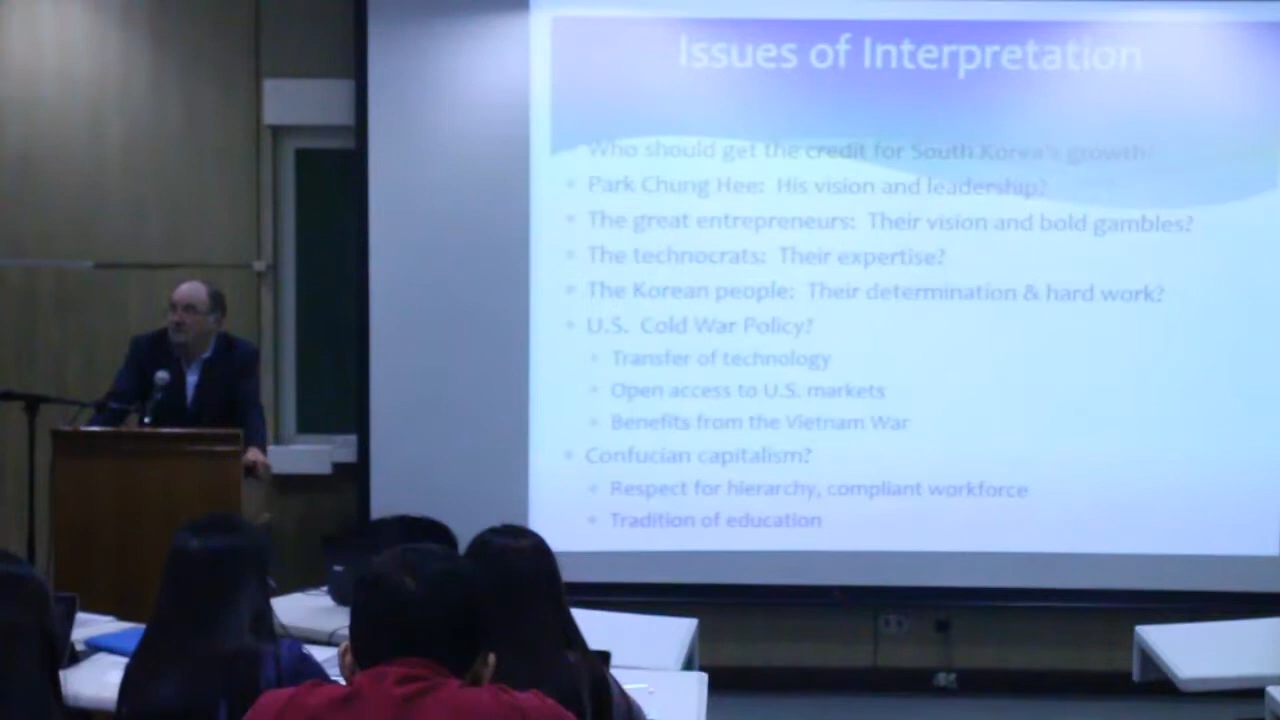 Issues of Interpretation
Who should get the credit for South Korea's growth?
Park Chung Hee: His vision and leadership?
The great entrepreneurs: Their vision and bold gambles?
The technocrats: Their expertise?
The Korean people: Their determination & hard work?
U.S. Cold War Policy?
Transfer of technology
Open access to U.S. markets
Benefits from the Vietnam War
Confucian capitalism?
Respect for hierarchy, compliant workforce
Tradition of education